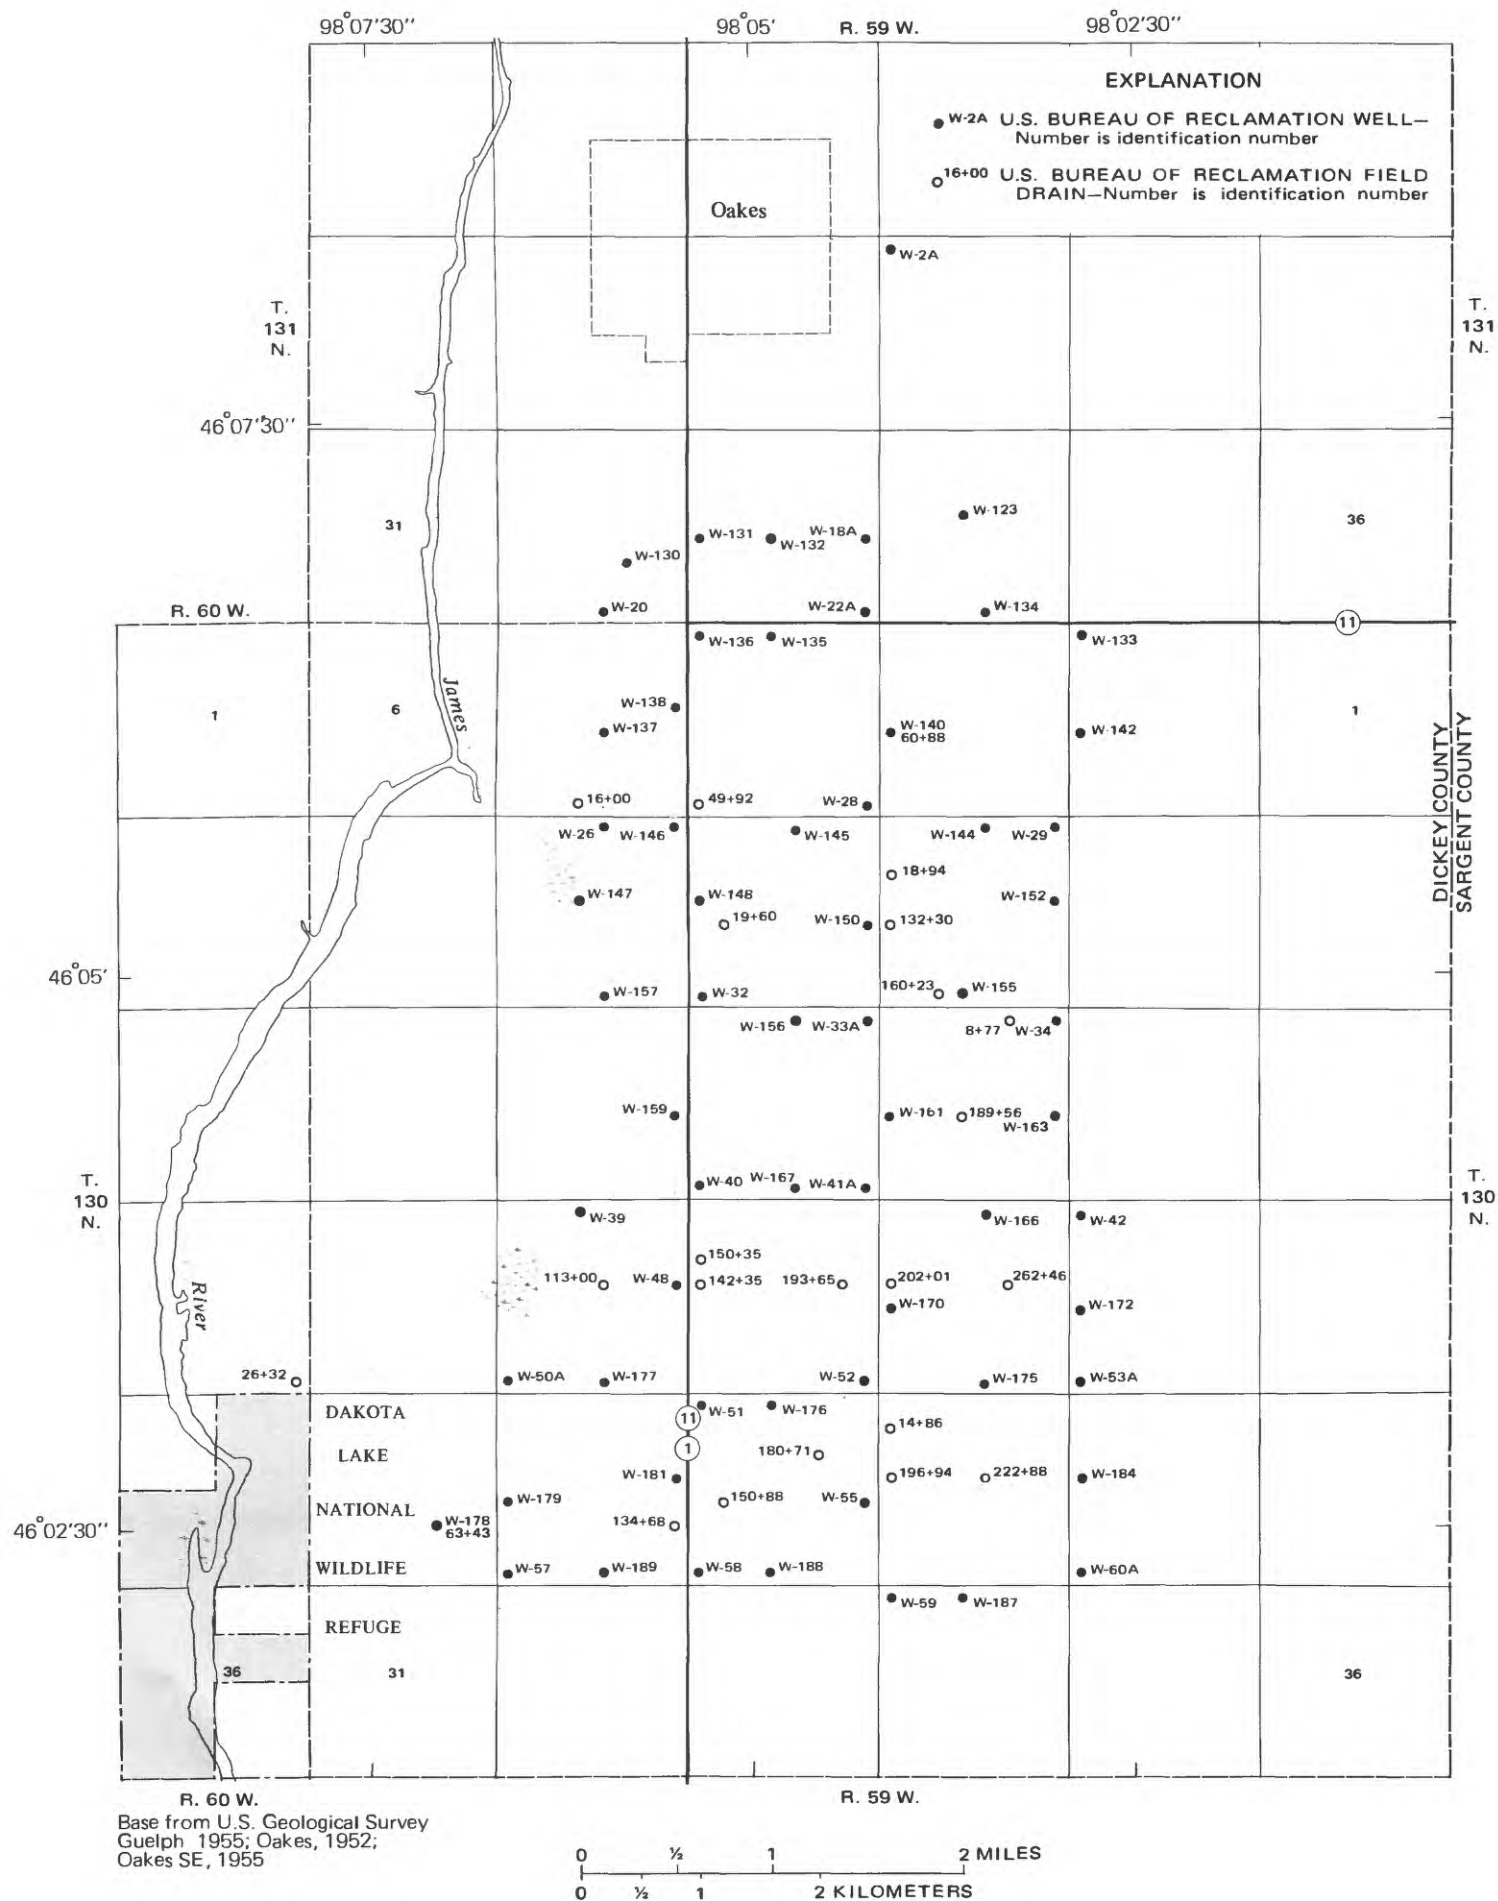 98°07'30''
98°05'
R. 59 W.
98°02'30''
EXPLANATION
W-2A U.S. BUREAU OF RECLAMATION WELL—
Number is identification number
16+00 U.S. BUREAU OF RECLAMATION FIELD
DRAIN—Number is identification number
Oakes
W-2A
T.
131
N.
T.
131
N.
46°07'30''
31
W-123
36
W-131
W-18A
W-132
W-130
R. 60 W.
W-20
W-22A
W-134
11
W-136
W-135
W-133
1
6
James
W-138
W-137
W-140
60+88
W-142
1
DICKEY COUNTY
SARGENT COUNTY
16+00
49+92
W-28
W-26
W-146
W-145
W-144
W-29
18+94
W-147
W-148
W-152
19+60
W-150
132+30
46°05'
160+23
W-155
W-157
W-32
W-156
W-33A
8+77
W-34
W-159
W-161
189+56
W-163
T.
130
N.
W-40
W-167
W-41A
T.
130
N.
W-39
W-166
W-42
150+35
113+00
W-48
142+35
193+65
202+01
262+46
River
W-170
W-172
26+32
W-50A
W-177
W-52
W-175
W-53A
DAKOTA
W-51
W-176
11
14+86
LAKE
1
180+71
W-181
196+94
222+88
W-184
NATIONAL
W-179
150+88
W-55
46°02'30''
W-178
63+43
134+68
WILDLIFE
W-57
W-189
W-58
W-188
W-60A
REFUGE
W-59
W-187
36
31
36
R. 60 W.
R. 59 W.
Base from U.S. Geological Survey
Guelph 1955; Oakes, 1952;
Oakes SE, 1955
0 ½ 1 2 MILES
0 ½ 1 2 KILOMETERS